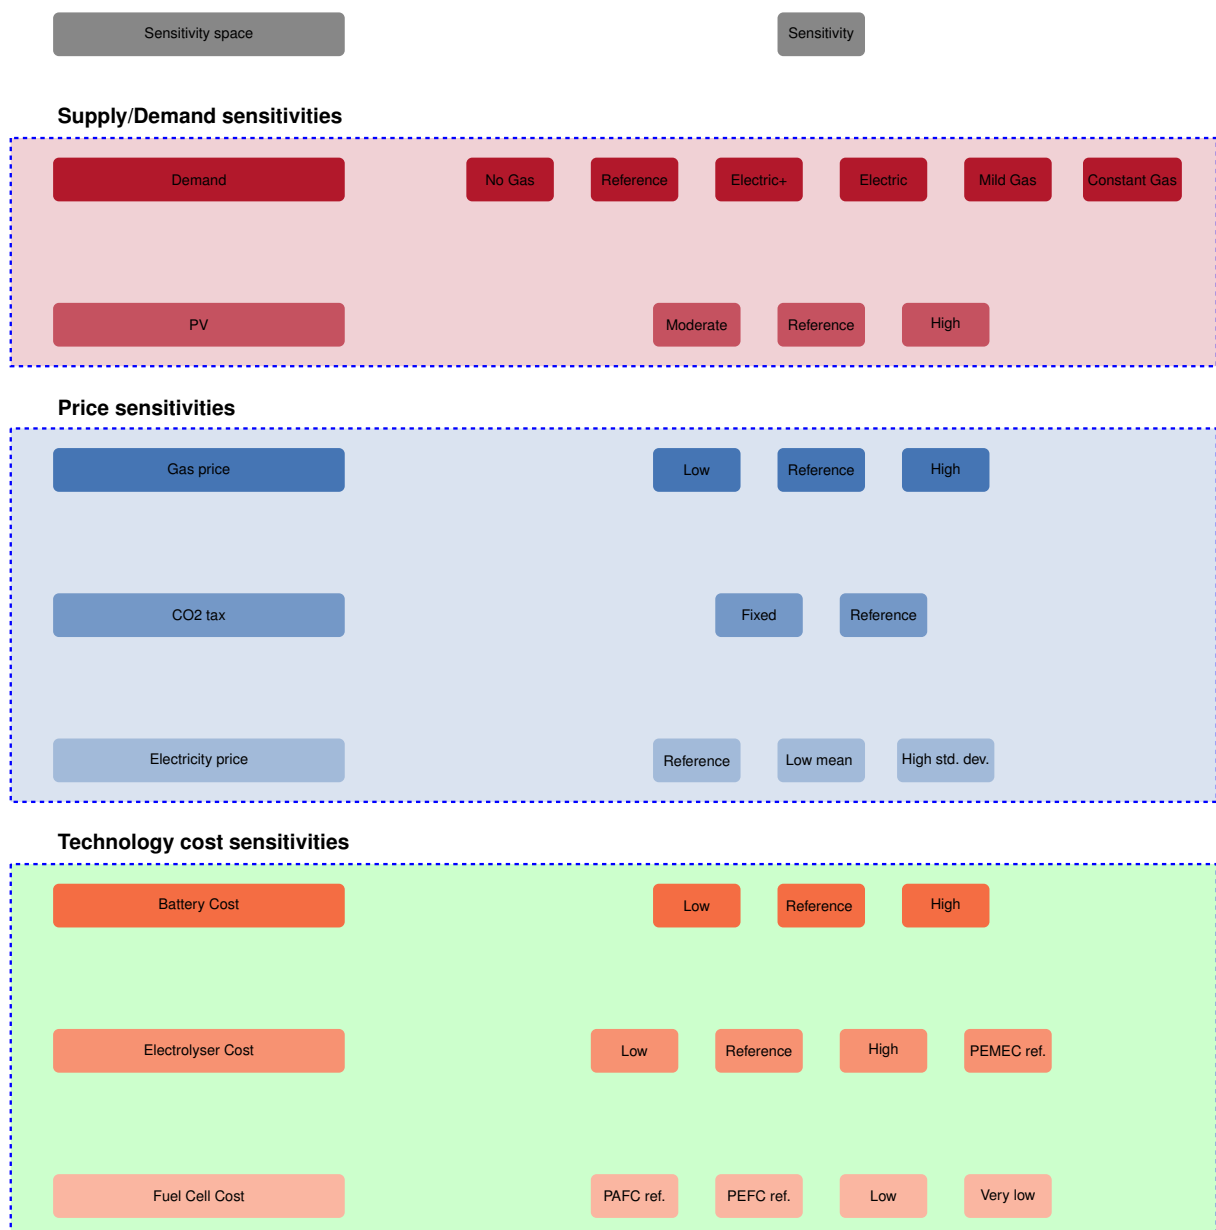 Sensitivity space Sensitivity
Supply/Demand sensitivities
Demand No Gas Reference Electric+ Electric Mild Gas Constant Gas
PV Moderate Reference High
Price sensitivities
Gas price Low Reference High
CO2 tax Fixed Reference
Electricity price Reference Low mean High std. dev.
Technology cost sensitivities
Battery Cost Low Reference High
Electrolyser Cost Low Reference High PEMEC ref.
Fuel Cell Cost PAFC ref. PEFC ref. Low Very low